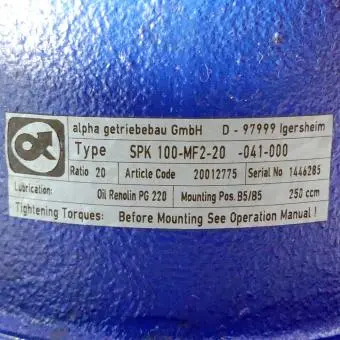 alpha getriebebau GmbH D - 97999 Igersheim
Type SPK 100-MF2-20 -041-000
Ratio 20 Article Code 20012775 Serial No 1446285
Lubrication: Oil Renolin PG 220 Mounting Pos. B5/B5 250 ccm
Tightening Torques: Before Mounting See Operation Manual !